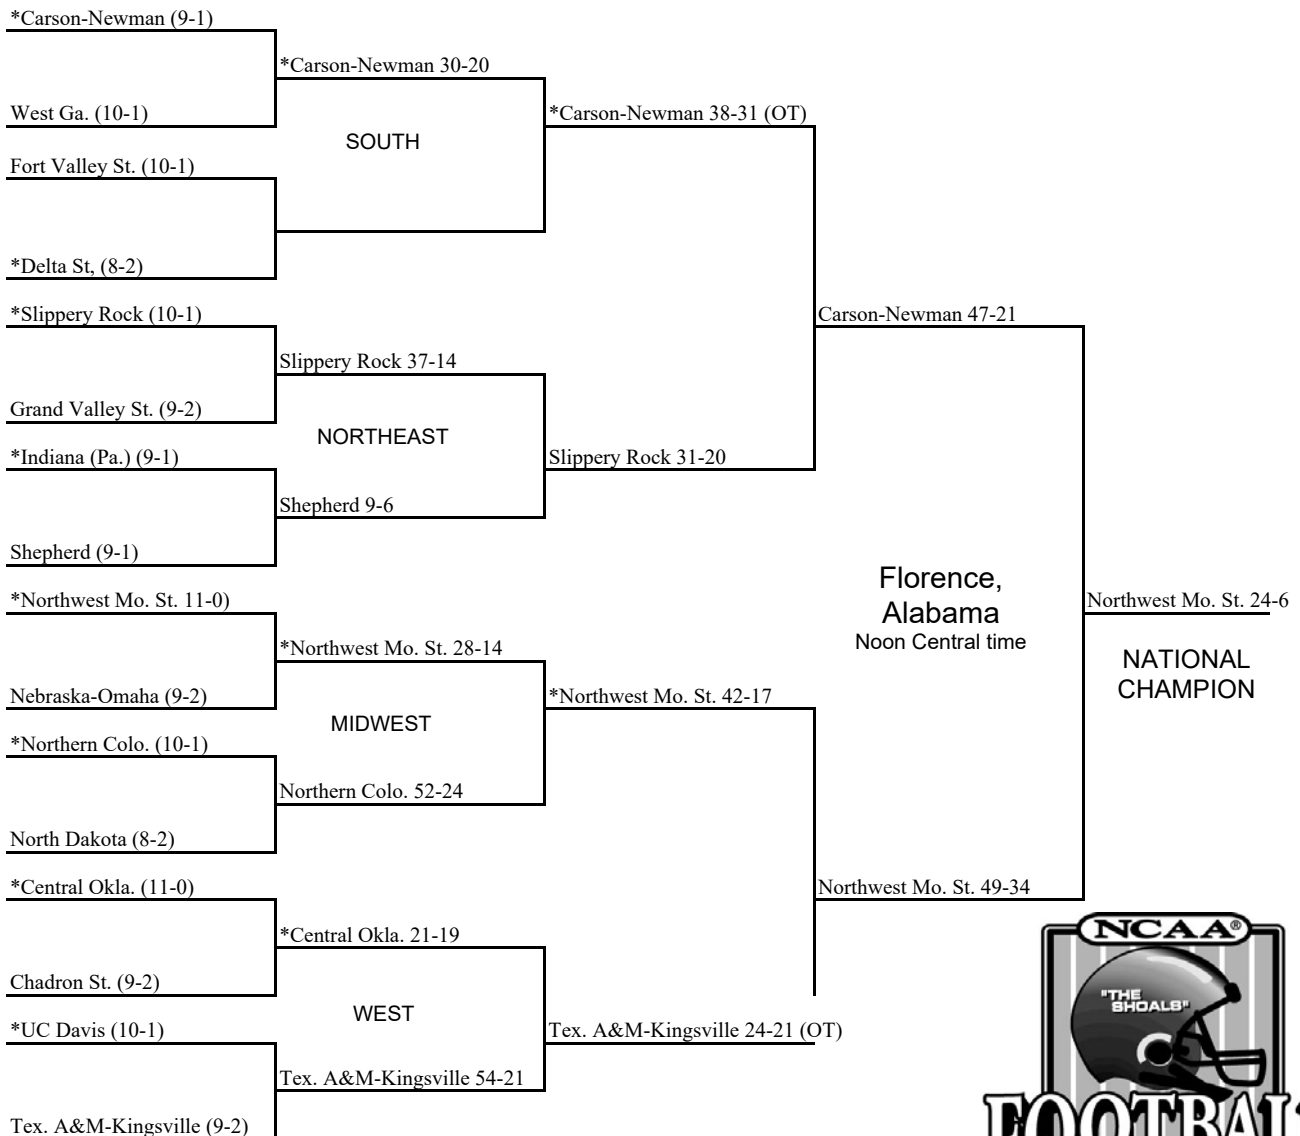 *Carson-Newman (9-1)
*Carson-Newman 30-20
West Ga. (10-1)
*Carson-Newman 38-31 (OT)
SOUTH
Fort Valley St. (10-1)
*Delta St, (8-2)
*Slippery Rock (10-1)
Carson-Newman 47-21
Slippery Rock 37-14
Grand Valley St. (9-2)
NORTHEAST
*Indiana (Pa.) (9-1)
Slippery Rock 31-20
Shepherd 9-6
Shepherd (9-1)
Florence,
Alabama
Noon Central time
*Northwest Mo. St. 11-0)
Northwest Mo. St. 24-6
NATIONAL
CHAMPION
*Northwest Mo. St. 28-14
Nebraska-Omaha (9-2)
*Northwest Mo. St. 42-17
MIDWEST
*Northern Colo. (10-1)
Northern Colo. 52-24
North Dakota (8-2)
*Central Okla. (11-0)
Northwest Mo. St. 49-34
*Central Okla. 21-19
Chadron St. (9-2)
WEST
*UC Davis (10-1)
Tex. A&M-Kingsville 24-21 (OT)
Tex. A&M-Kingsville 54-21
Tex. A&M-Kingsville (9-2)
NCAA®
"THE
SHOALS"
FOOTBAL